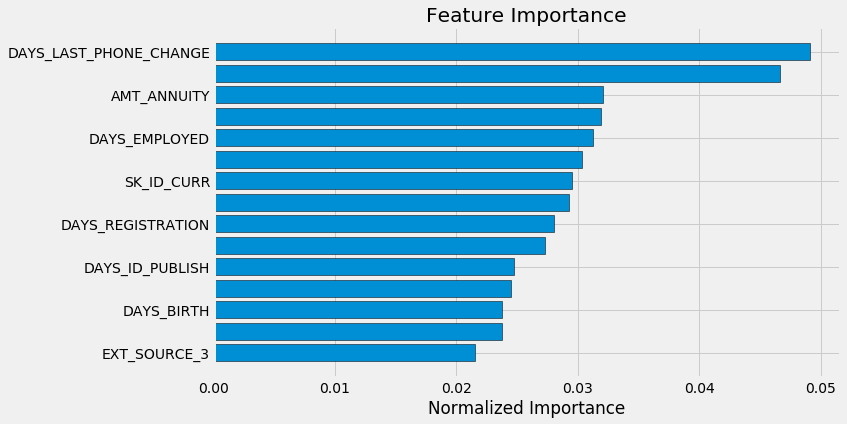 Feature Importance
DAYS_LAST_PHONE_CHANGE
AMT_ANNUITY
DAYS_EMPLOYED
SK_ID_CURR
DAYS_REGISTRATION
DAYS_ID_PUBLISH
DAYS_BIRTH
EXT_SOURCE_3
0.00 0.01 0.02 0.03 0.04 0.05
Normalized Importance